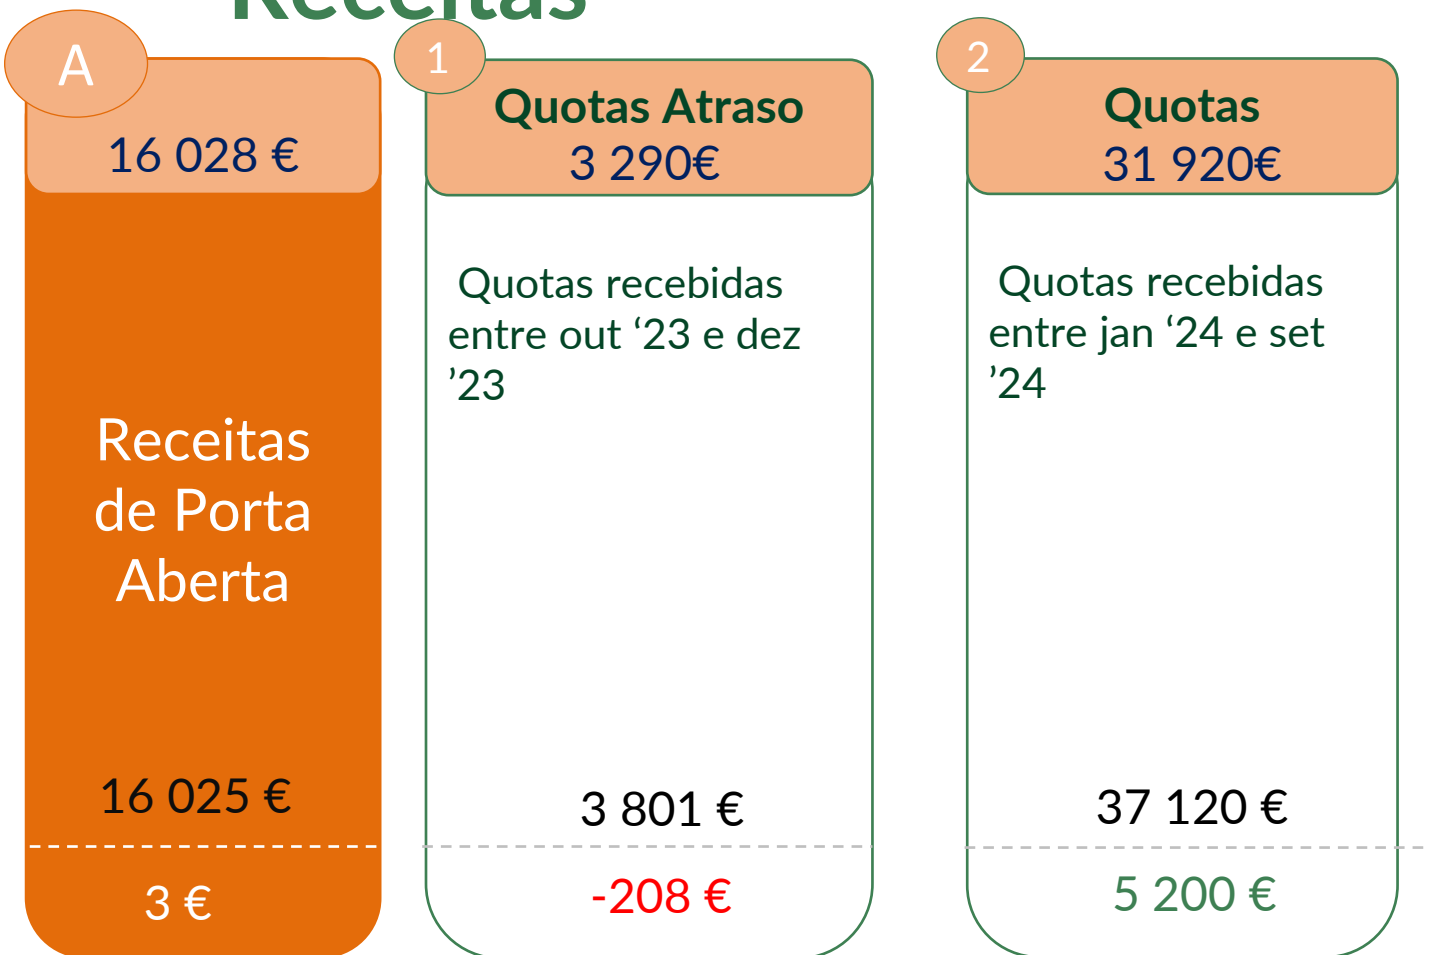 Receitas
A
16 028 €
Receitas
de Porta
Aberta
16 025 €
3 €
1
Quotas Atraso
3 290€
Quotas recebidas
entre out ‘23 e dez
’23
3 801 €
-208 €
2
Quotas
31 920€
Quotas recebidas
entre jan ‘24 e set
’24
37 120 €
5 200 €